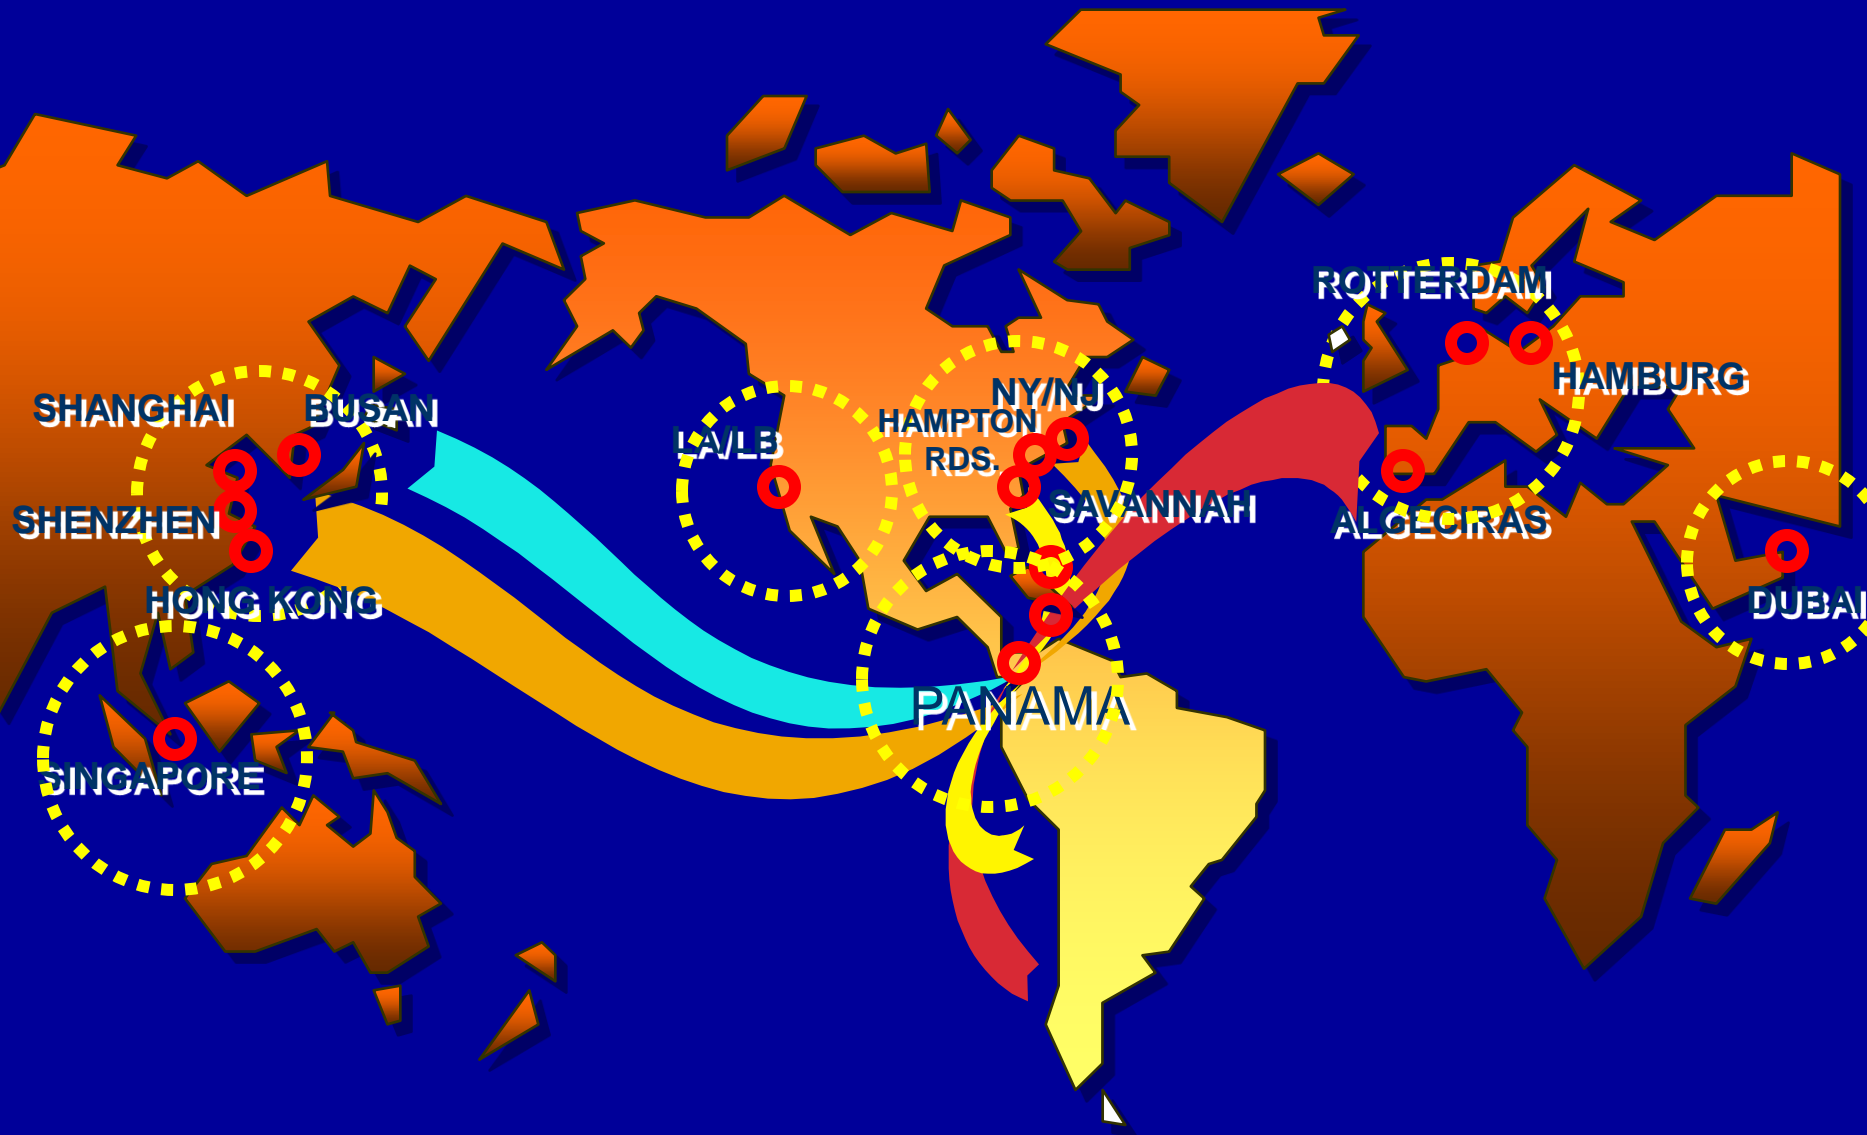 ROTTERDAM
HAMBURG
SHANGHAI
BUSAN
NY/NJ
LA/LB
HAMPTON
RDS.
SAVANNAH
SHENZHEN
ALGECIRAS
HONG KONG
DUBAI
PANAMA
SINGAPORE